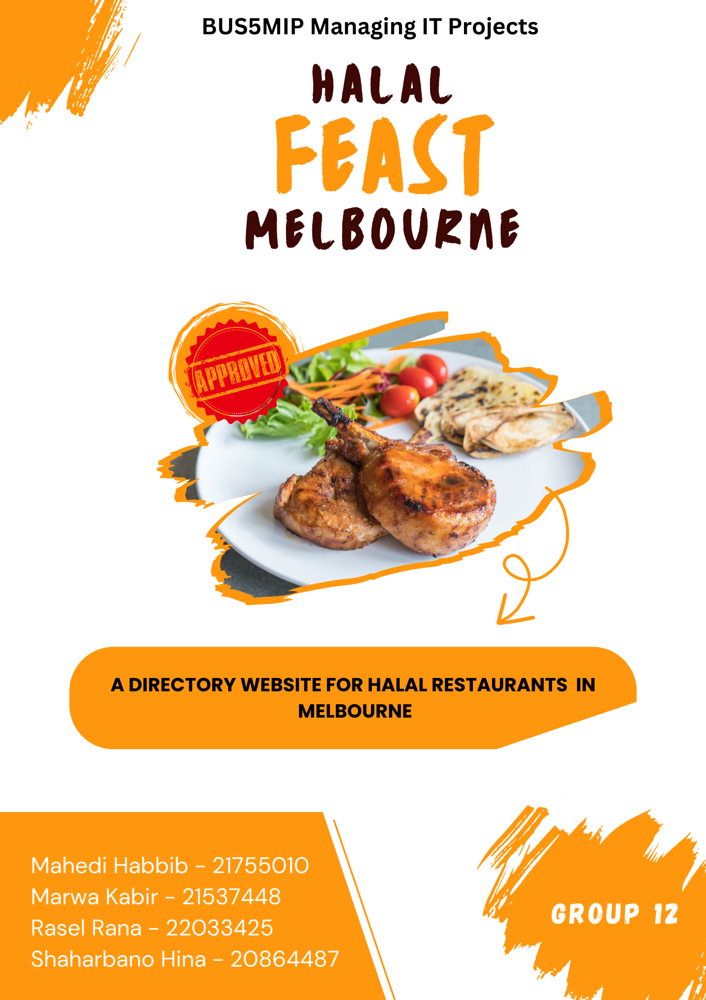 BUS5MIP Managing IT Projects
HALAL
FEAST
MELBOURNE
APPROVED
A DIRECTORY WEBSITE FOR HALAL RESTAURANTS IN
MELBOURNE
Mahedi Habbib - 21755010
Marwa Kabir - 21537448
Rasel Rana - 22033425
Shaharbano Hina - 20864487
GROUP 12